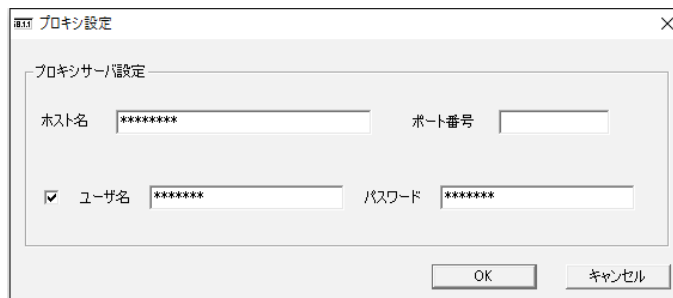 プロキシ設定
プロキシサーバ設定
ホスト名 ******** ポート番号
ユーザ名 ******* パスワード *******
OK キャンセル